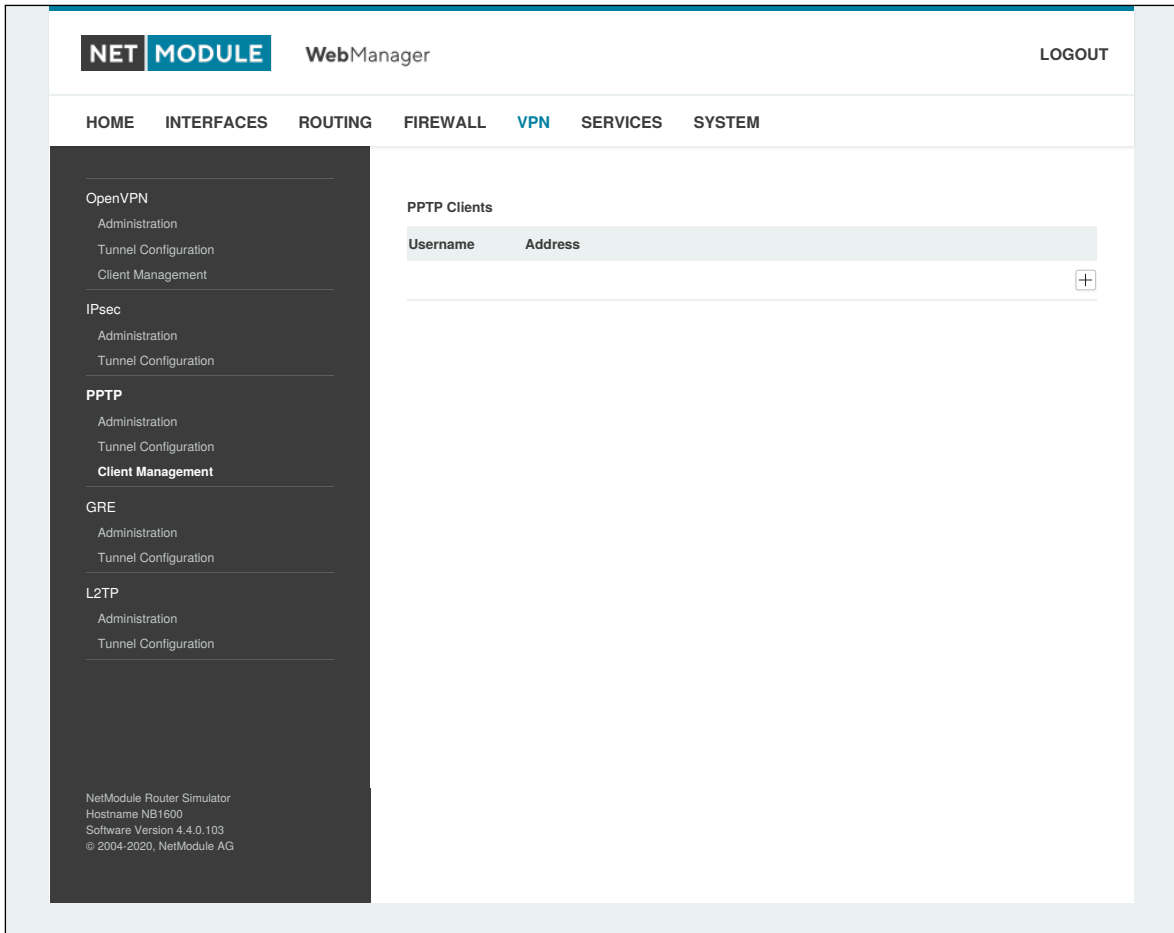 NET MODULE WebManager LOGOUT
HOME INTERFACES ROUTING FIREWALL VPN SERVICES SYSTEM
OpenVPN
Administration
Tunnel Configuration
Client Management
IPsec
Administration
Tunnel Configuration
PPTP
Administration
Tunnel Configuration
Client Management
GRE
Administration
Tunnel Configuration
L2TP
Administration
Tunnel Configuration
NetModule Router Simulator
Hostname NB1600
Software Version 4.4.0.103
© 2004-2020, NetModule AG
PPTP Clients
Username Address